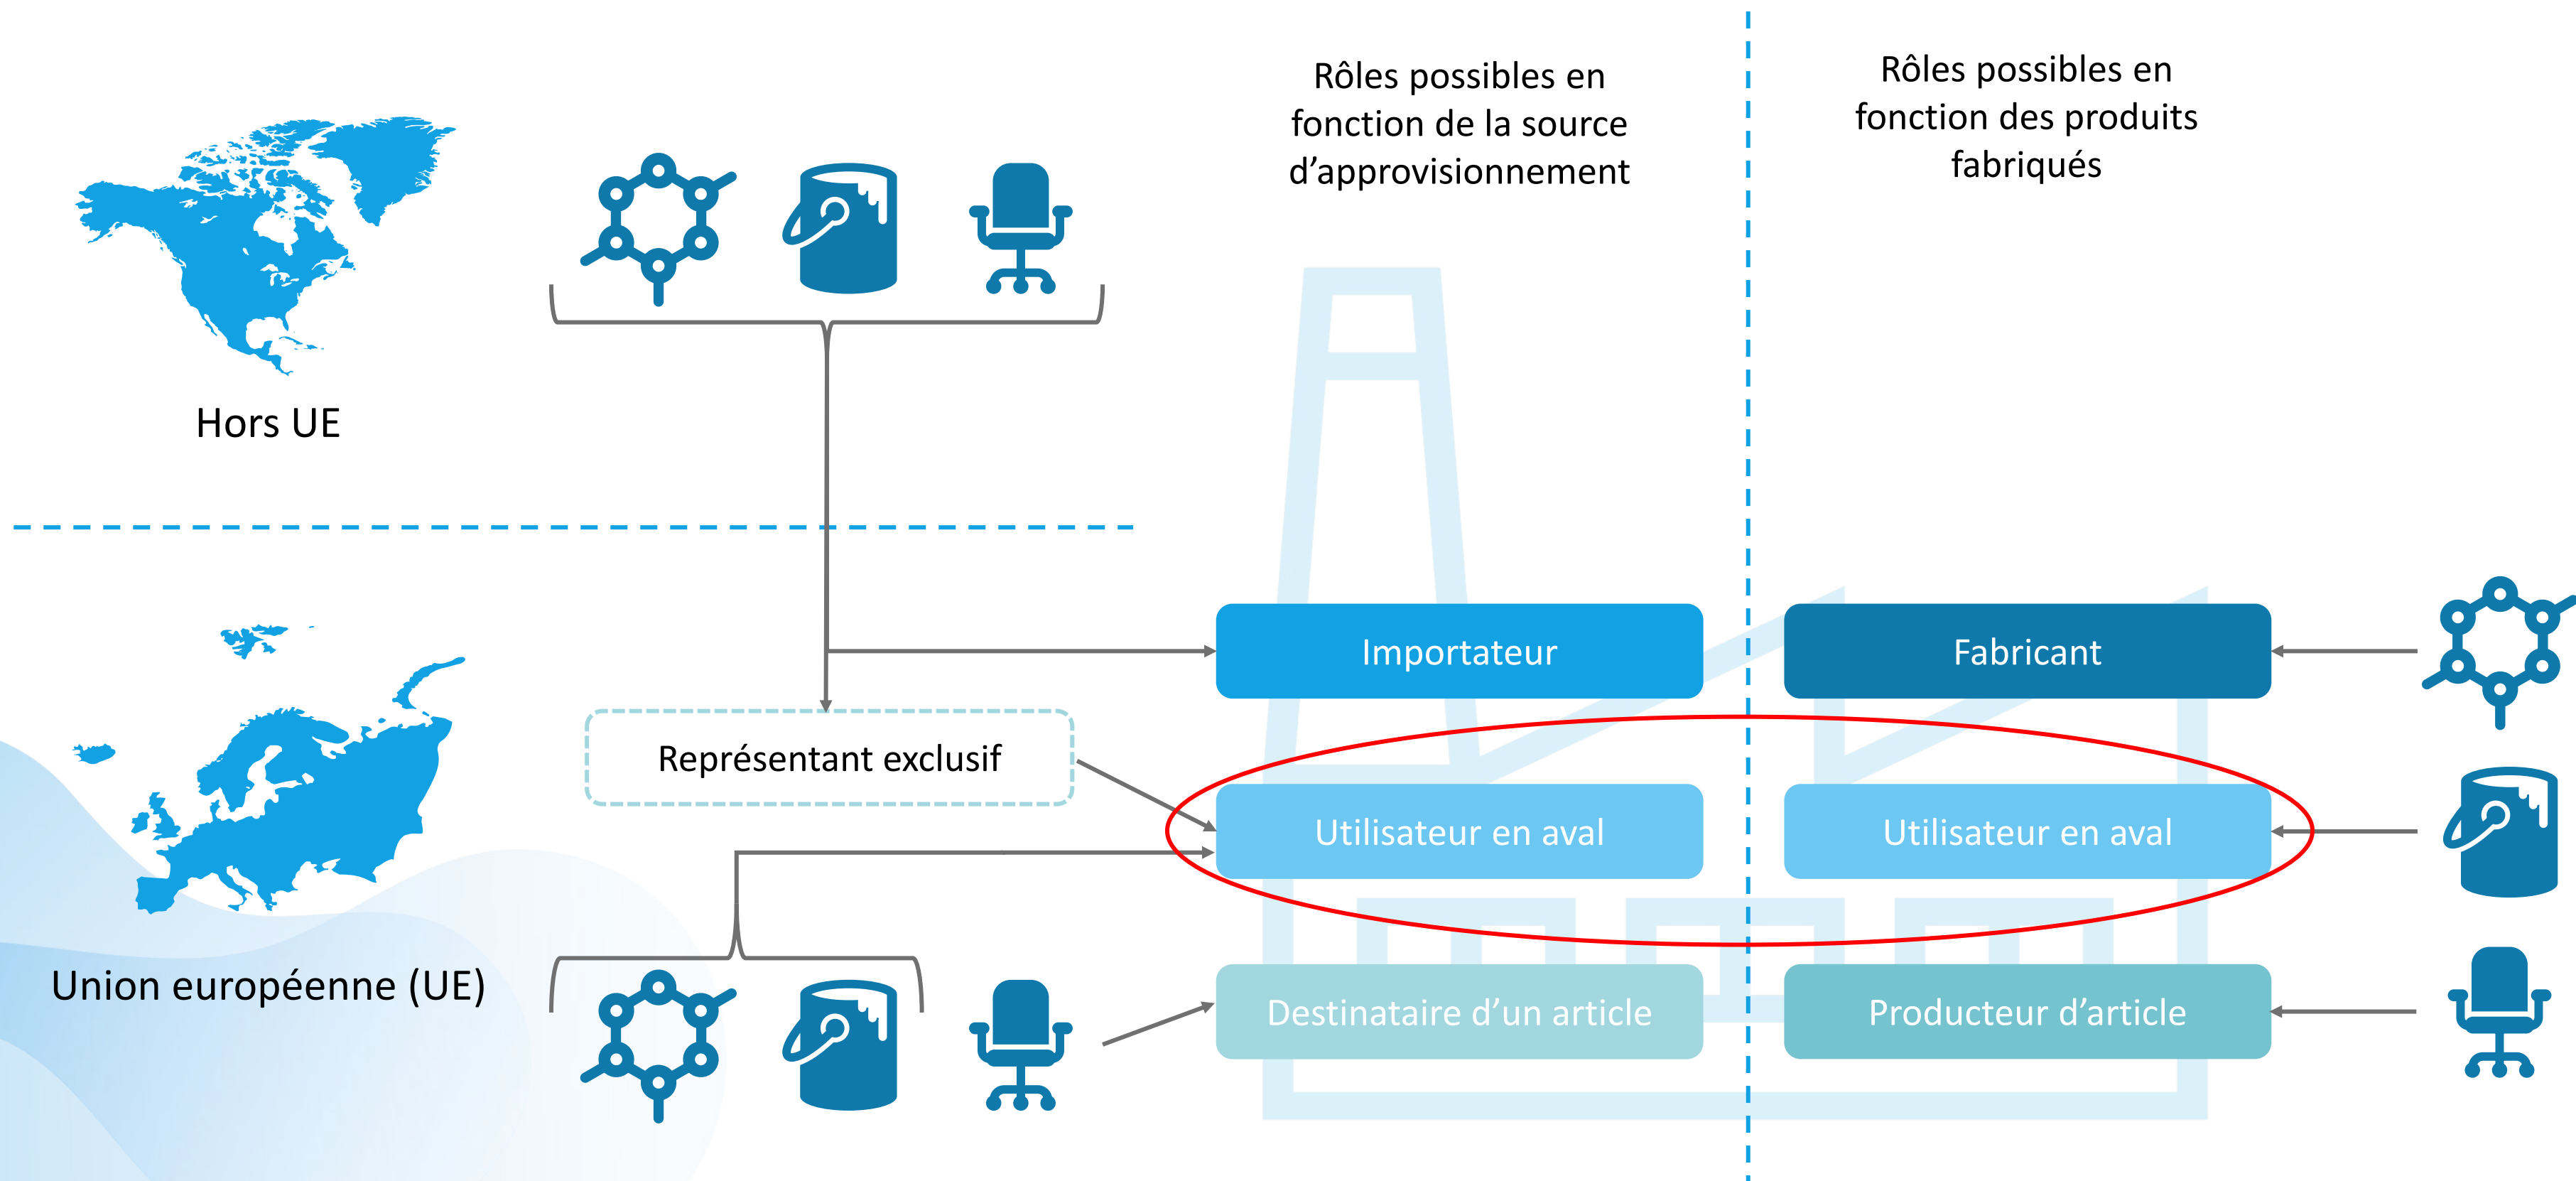 Rôles possibles en
fonction de la source
d’approvisionnement
Rôles possibles en
fonction des produits
fabriqués
Hors UE
Importateur
Fabricant
Représentant exclusif
Utilisateur en aval
Utilisateur en aval
Union européenne (UE)
Destinataire d’un article
Producteur d’article